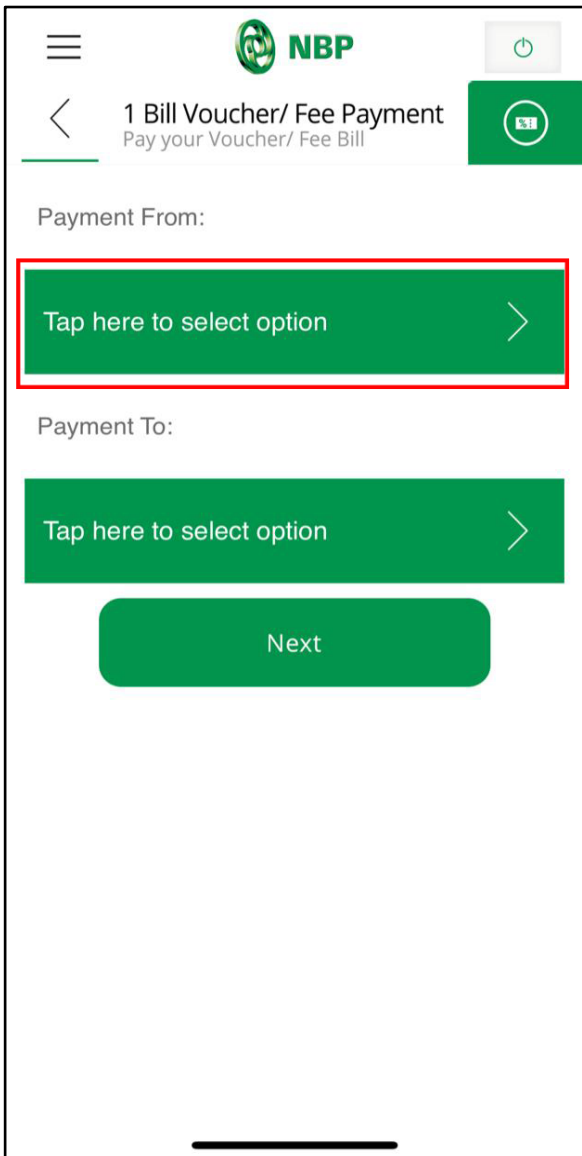 NBP
1 Bill Voucher/ Fee Payment
Pay your Voucher/ Fee Bill
Payment From:
Tap here to select option
Payment To:
Tap here to select option
Next